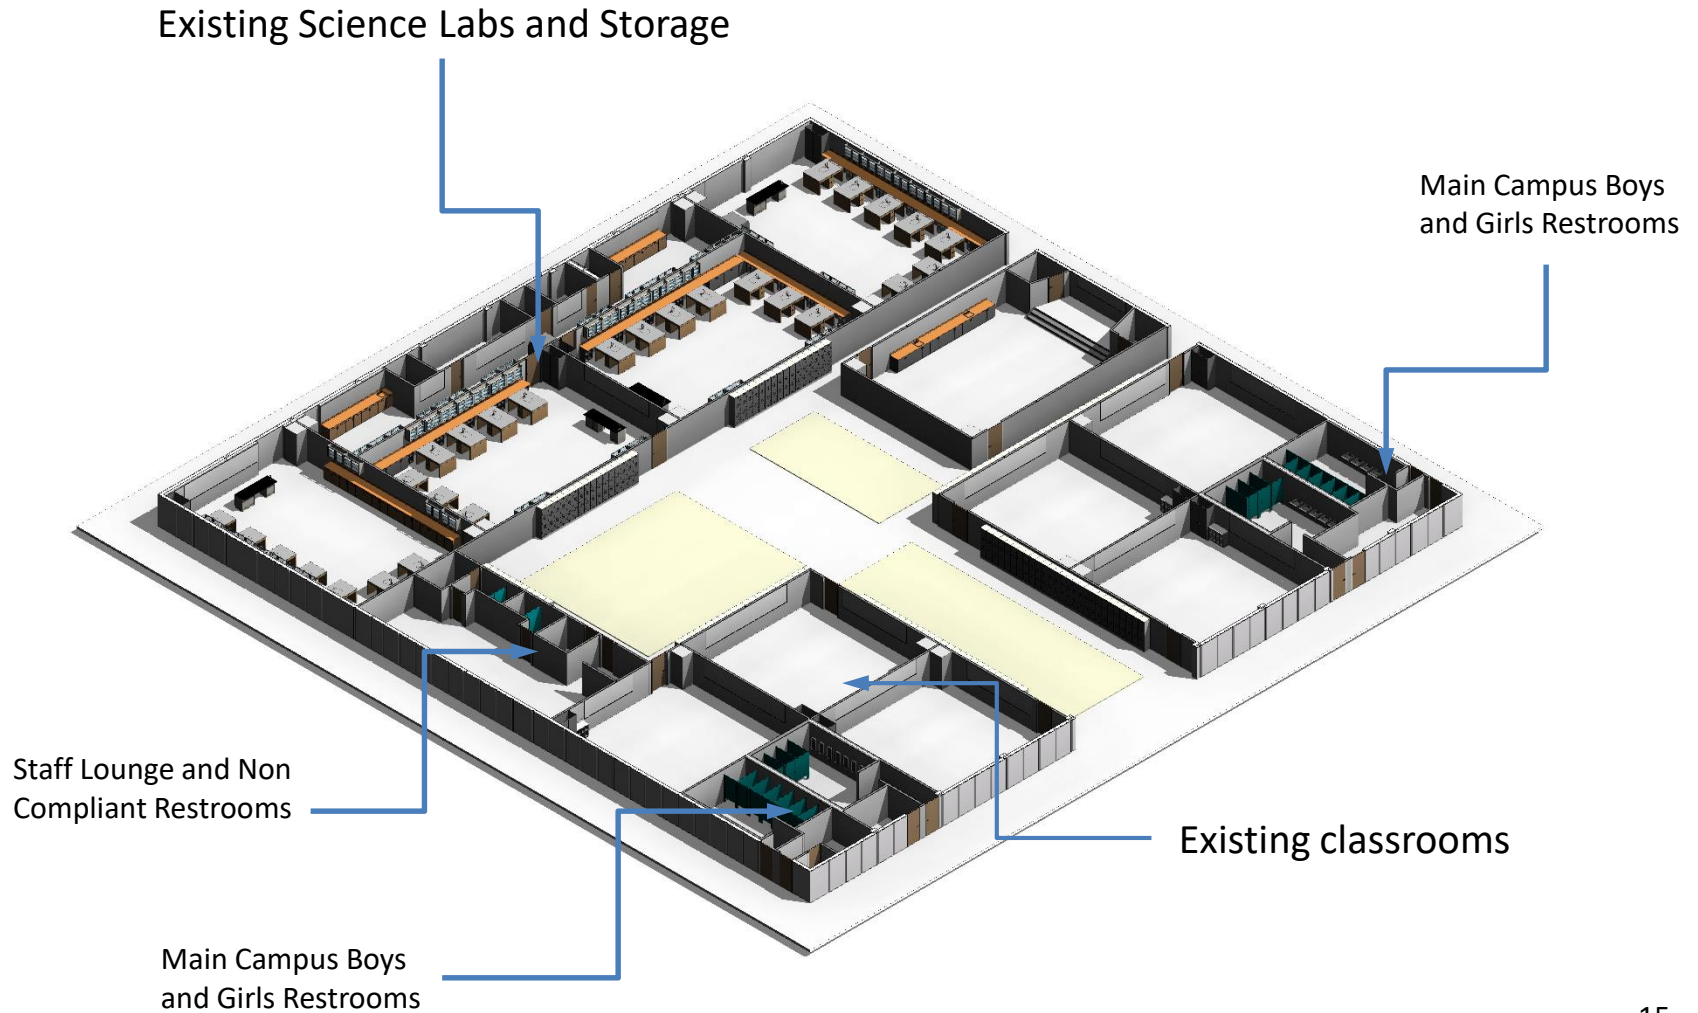 Existing Science Labs and Storage
Main Campus Boys
and Girls Restrooms
Staff Lounge and Non
Compliant Restrooms
Existing classrooms
Main Campus Boys
and Girls Restrooms
15